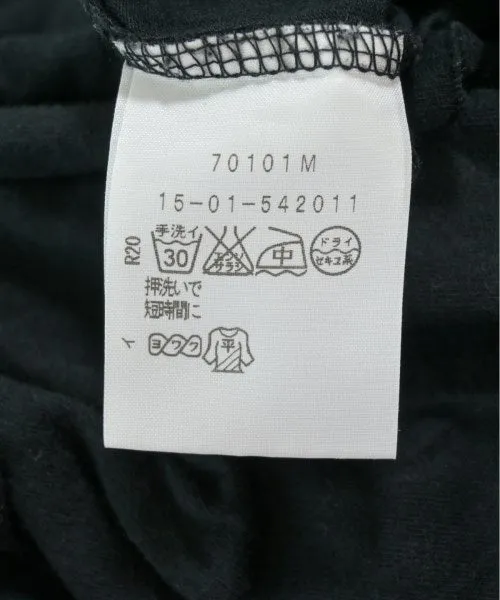 70101M
15-01-542011
R20
手洗イ
30
エンソ
サラシ
中
ドライ
セキユ系
押洗いで
短時間に
イ
ヨワク
平